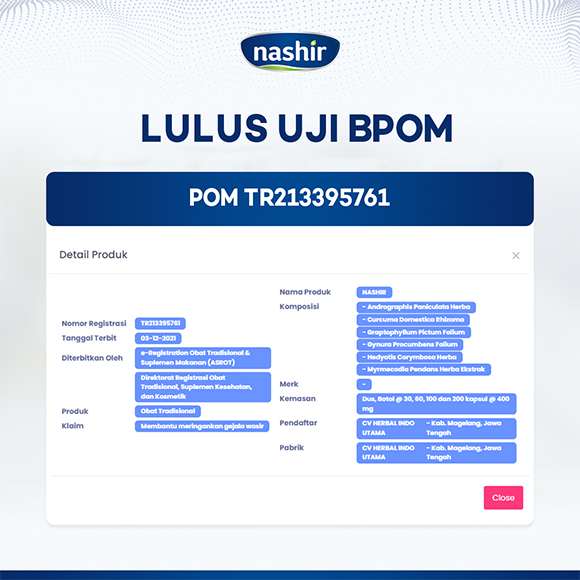 nashir
LULUS UJI BPOM
POM TR213395761
Detail Produk
×
Nomor Registrasi TR213395761
Tanggal Terbit 03-12-2021
Diterbitkan Oleh e-Registration Obat Tradisional &
Suplemen Makanan (ASROT)
Direktorat Registrasi Obat
Tradisional, Suplemen Kesehatan,
dan Kosmetik
Produk Obat Tradisional
Klaim Membantu meringankan gejala wasir
Nama Produk NASHIR
Komposisi - Andrographis Paniculata Herba
- Curcuma Domestica Rhizoma
- Graptophyllum Pictum Folium
- Gynura Procumbens Folium
- Hedyotis Corymbosa Herba
- Myrmecodia Pendans Herba Ekstrak
Merk -
Kemasan Dus, Botol @ 30, 60, 100 dan 200 kapsul @ 400
mg
Pendaftar CV HERBAL INDO UTAMA - Kab. Magelang, Jawa Tengah
Pabrik CV HERBAL INDO UTAMA - Kab. Magelang, Jawa Tengah
Close